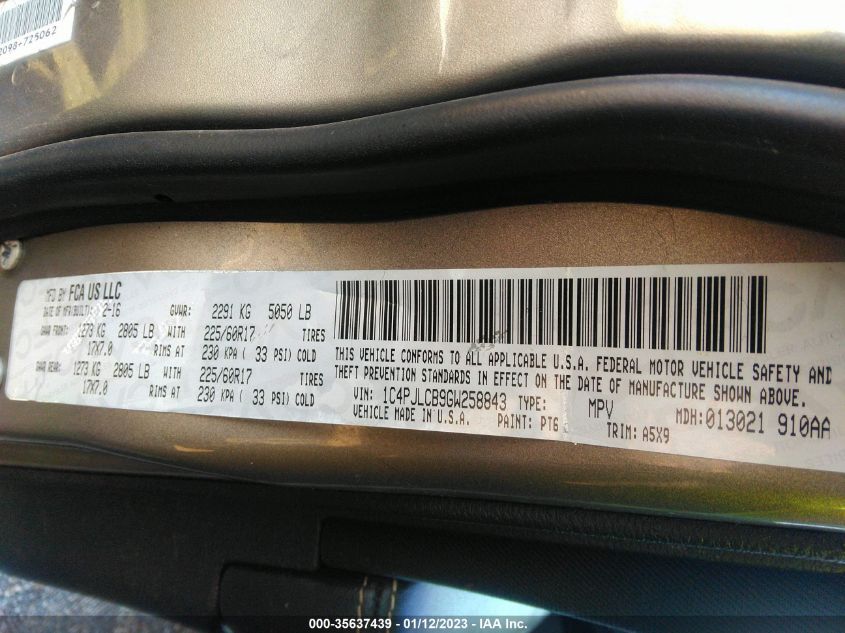 2098+725062
MFD BY FCA US LLC
DATE OF MFR/BUILT: 2-16 GVWR: 2291 KG 5050 LB
GAWR FRONT: 1273 KG 2805 LB WITH 225/60R17 TIRES
17X7.0 RIMS AT 230 KPA ( 33 PSI) COLD
GAWR REAR: 1273 KG 2805 LB WITH 225/60R17 TIRES
17X7.0 RIMS AT 230 KPA ( 33 PSI) COLD
THIS VEHICLE CONFORMS TO ALL APPLICABLE U.S.A. FEDERAL MOTOR VEHICLE SAFETY AND
THEFT PREVENTION STANDARDS IN EFFECT ON THE DATE OF MANUFACTURE SHOWN ABOVE.
VIN: 1C4PJLCB9GW258843 TYPE: MPV MDH: 013021 910AA
VEHICLE MADE IN U.S.A. PAINT: PT6 TRIM: A5X9
000-35637439 - 01/12/2023 - IAA Inc.